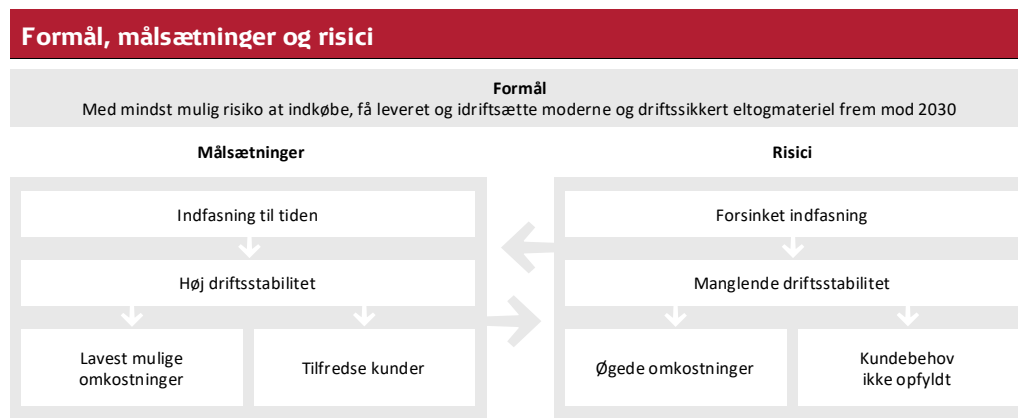 Formål, målsætninger og risici
Formål
Med mindst mulig risiko at indkøbe, få leveret og idriftsætte moderne og driftssikkert eltogmateriel frem mod 2030
Målsætninger
Indfasning til tiden
Høj driftsstabilitet
Lavest mulige
omkostninger
Tilfredse kunder
Risici
Forsinket indfasning
Manglende driftsstabilitet
Øgede omkostninger
Kundebehov
ikke opfyldt